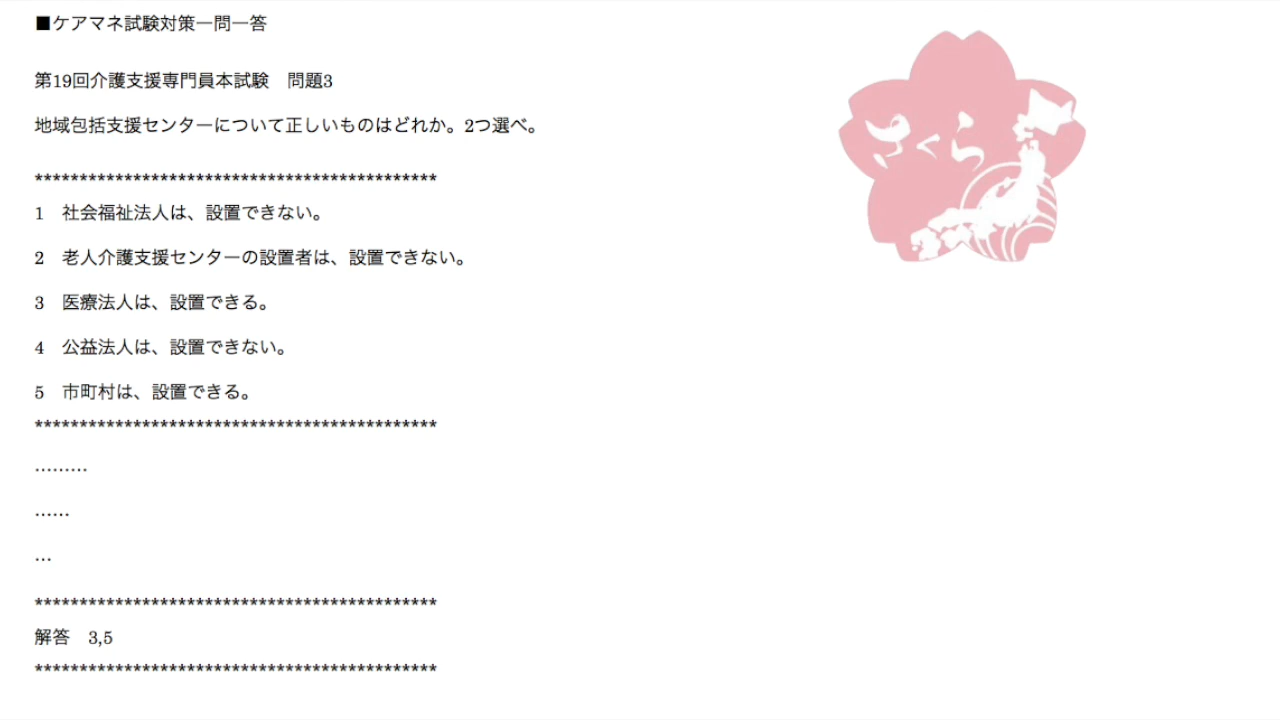 ■ケアマネ試験対策一問一答
第19回介護支援専門員本試験　問題3
地域包括支援センターについて正しいものはどれか。2つ選べ。
*********************************************
1　社会福祉法人は、設置できない。
2　老人介護支援センターの設置者は、設置できない。
3　医療法人は、設置できる。
4　公益法人は、設置できない。
5　市町村は、設置できる。
*********************************************
………
……
…
*********************************************
解答　3,5
*********************************************
さくら